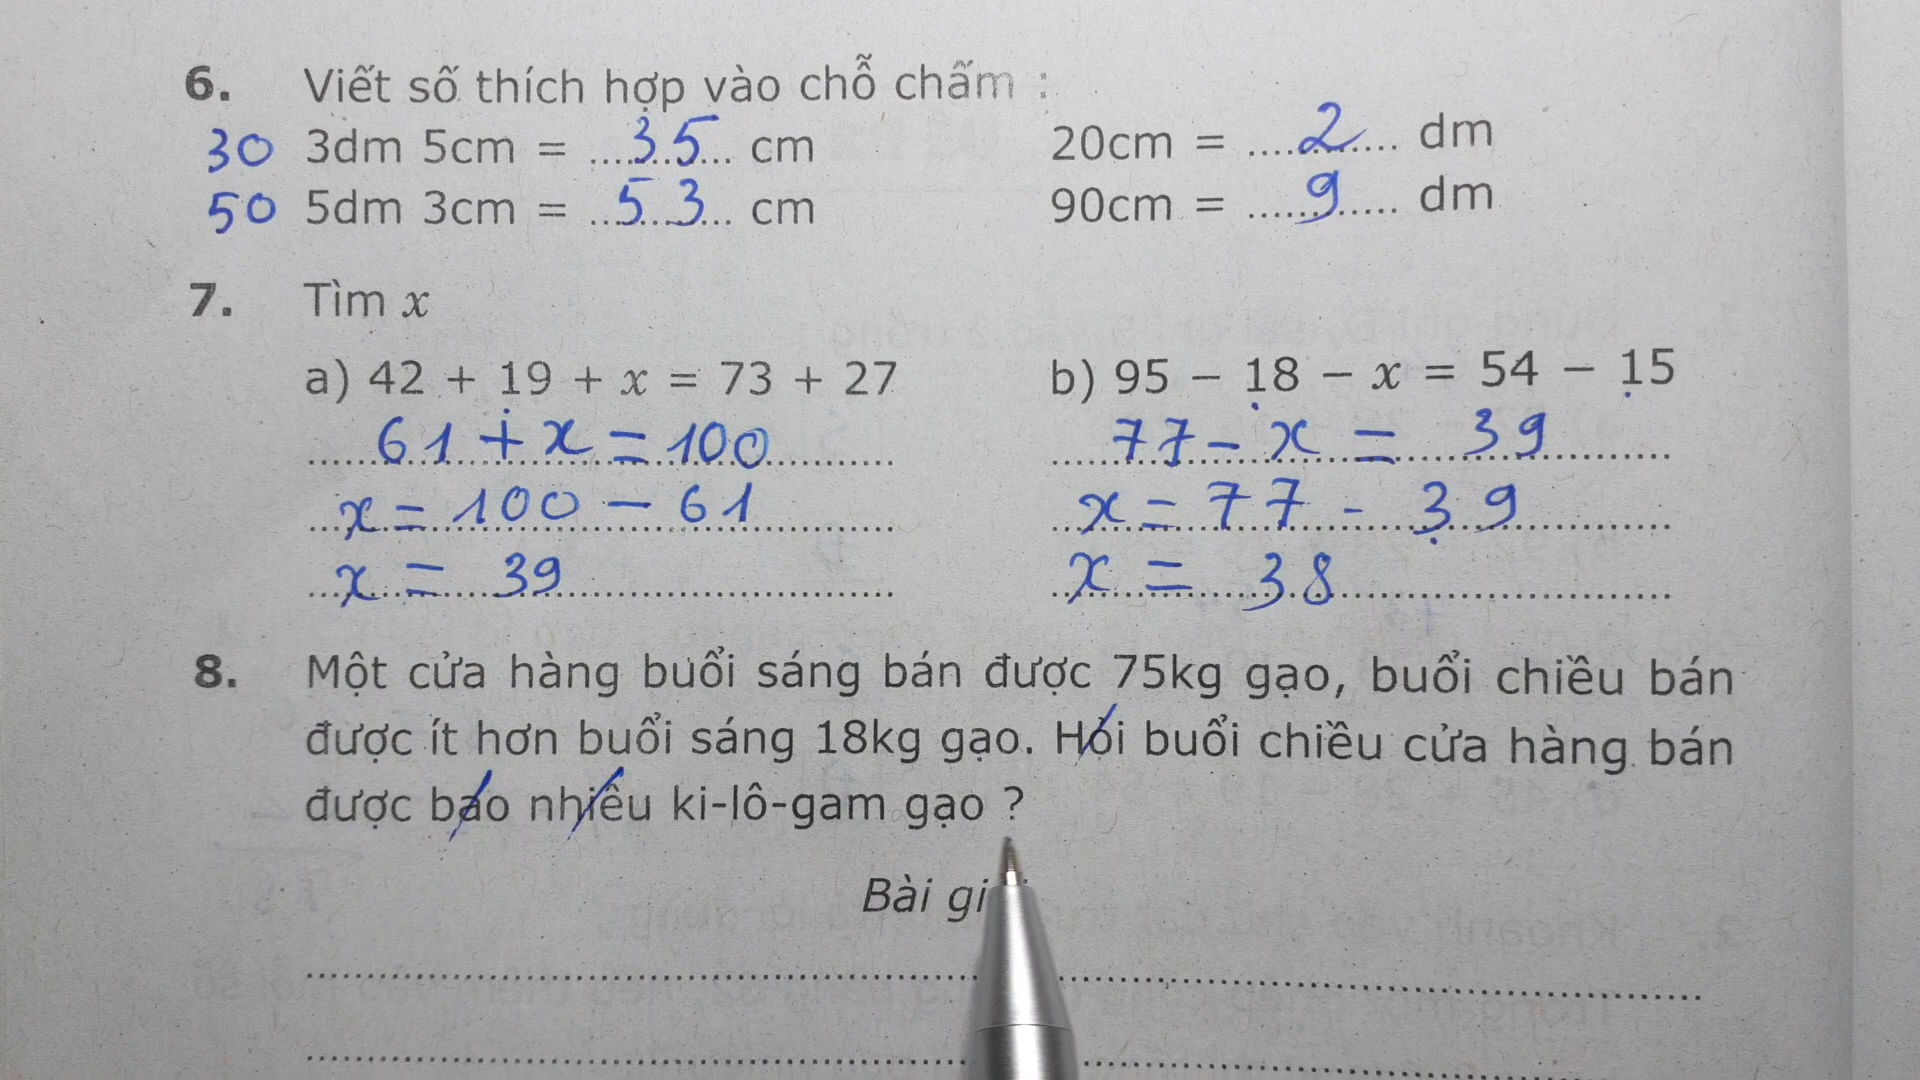 6. Viết số thích hợp vào chỗ chấm :
30 3dm 5cm = ....35.... cm 20cm = ....2.... dm
50 5dm 3cm = ....53.... cm 90cm = ....9.... dm
7. Tìm x
a) 42 + 19 + x = 73 + 27 b) 95 - 18 - x = 54 - 15
61 + x = 100 77 - x = 39
x = 100 - 61 x = 77 - 39
x = 39 x = 38
8. Một cửa hàng buổi sáng bán được 75kg gạo, buổi chiều bán
được ít hơn buổi sáng 18kg gạo. Hỏi buổi chiều cửa hàng bán
được bao nhiêu ki-lô-gam gạo ?
Bài